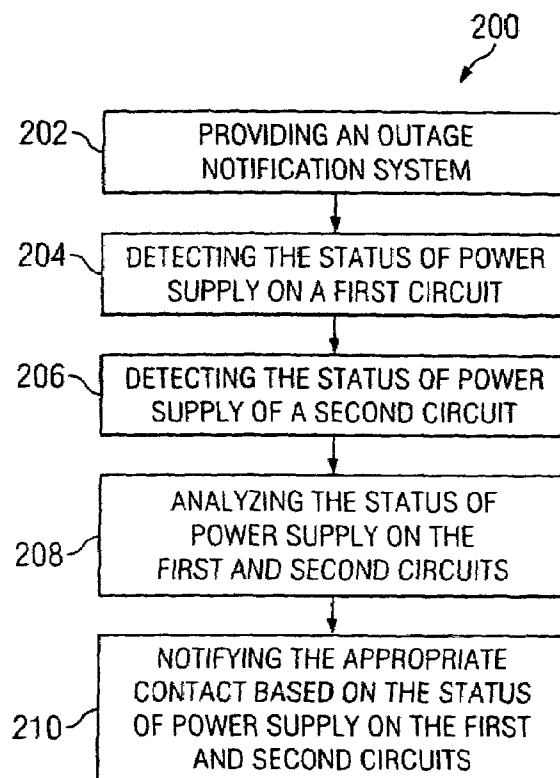 200
202
PROVIDING AN OUTAGE
NOTIFICATION SYSTEM
204
DETECTING THE STATUS OF POWER
SUPPLY ON A FIRST CIRCUIT
206
DETECTING THE STATUS OF POWER
SUPPLY OF A SECOND CIRCUIT
208
ANALYZING THE STATUS OF
POWER SUPPLY ON THE
FIRST AND SECOND CIRCUITS
210
NOTIFYING THE APPROPRIATE
CONTACT BASED ON THE STATUS
OF POWER SUPPLY ON THE FIRST
AND SECOND CIRCUITS